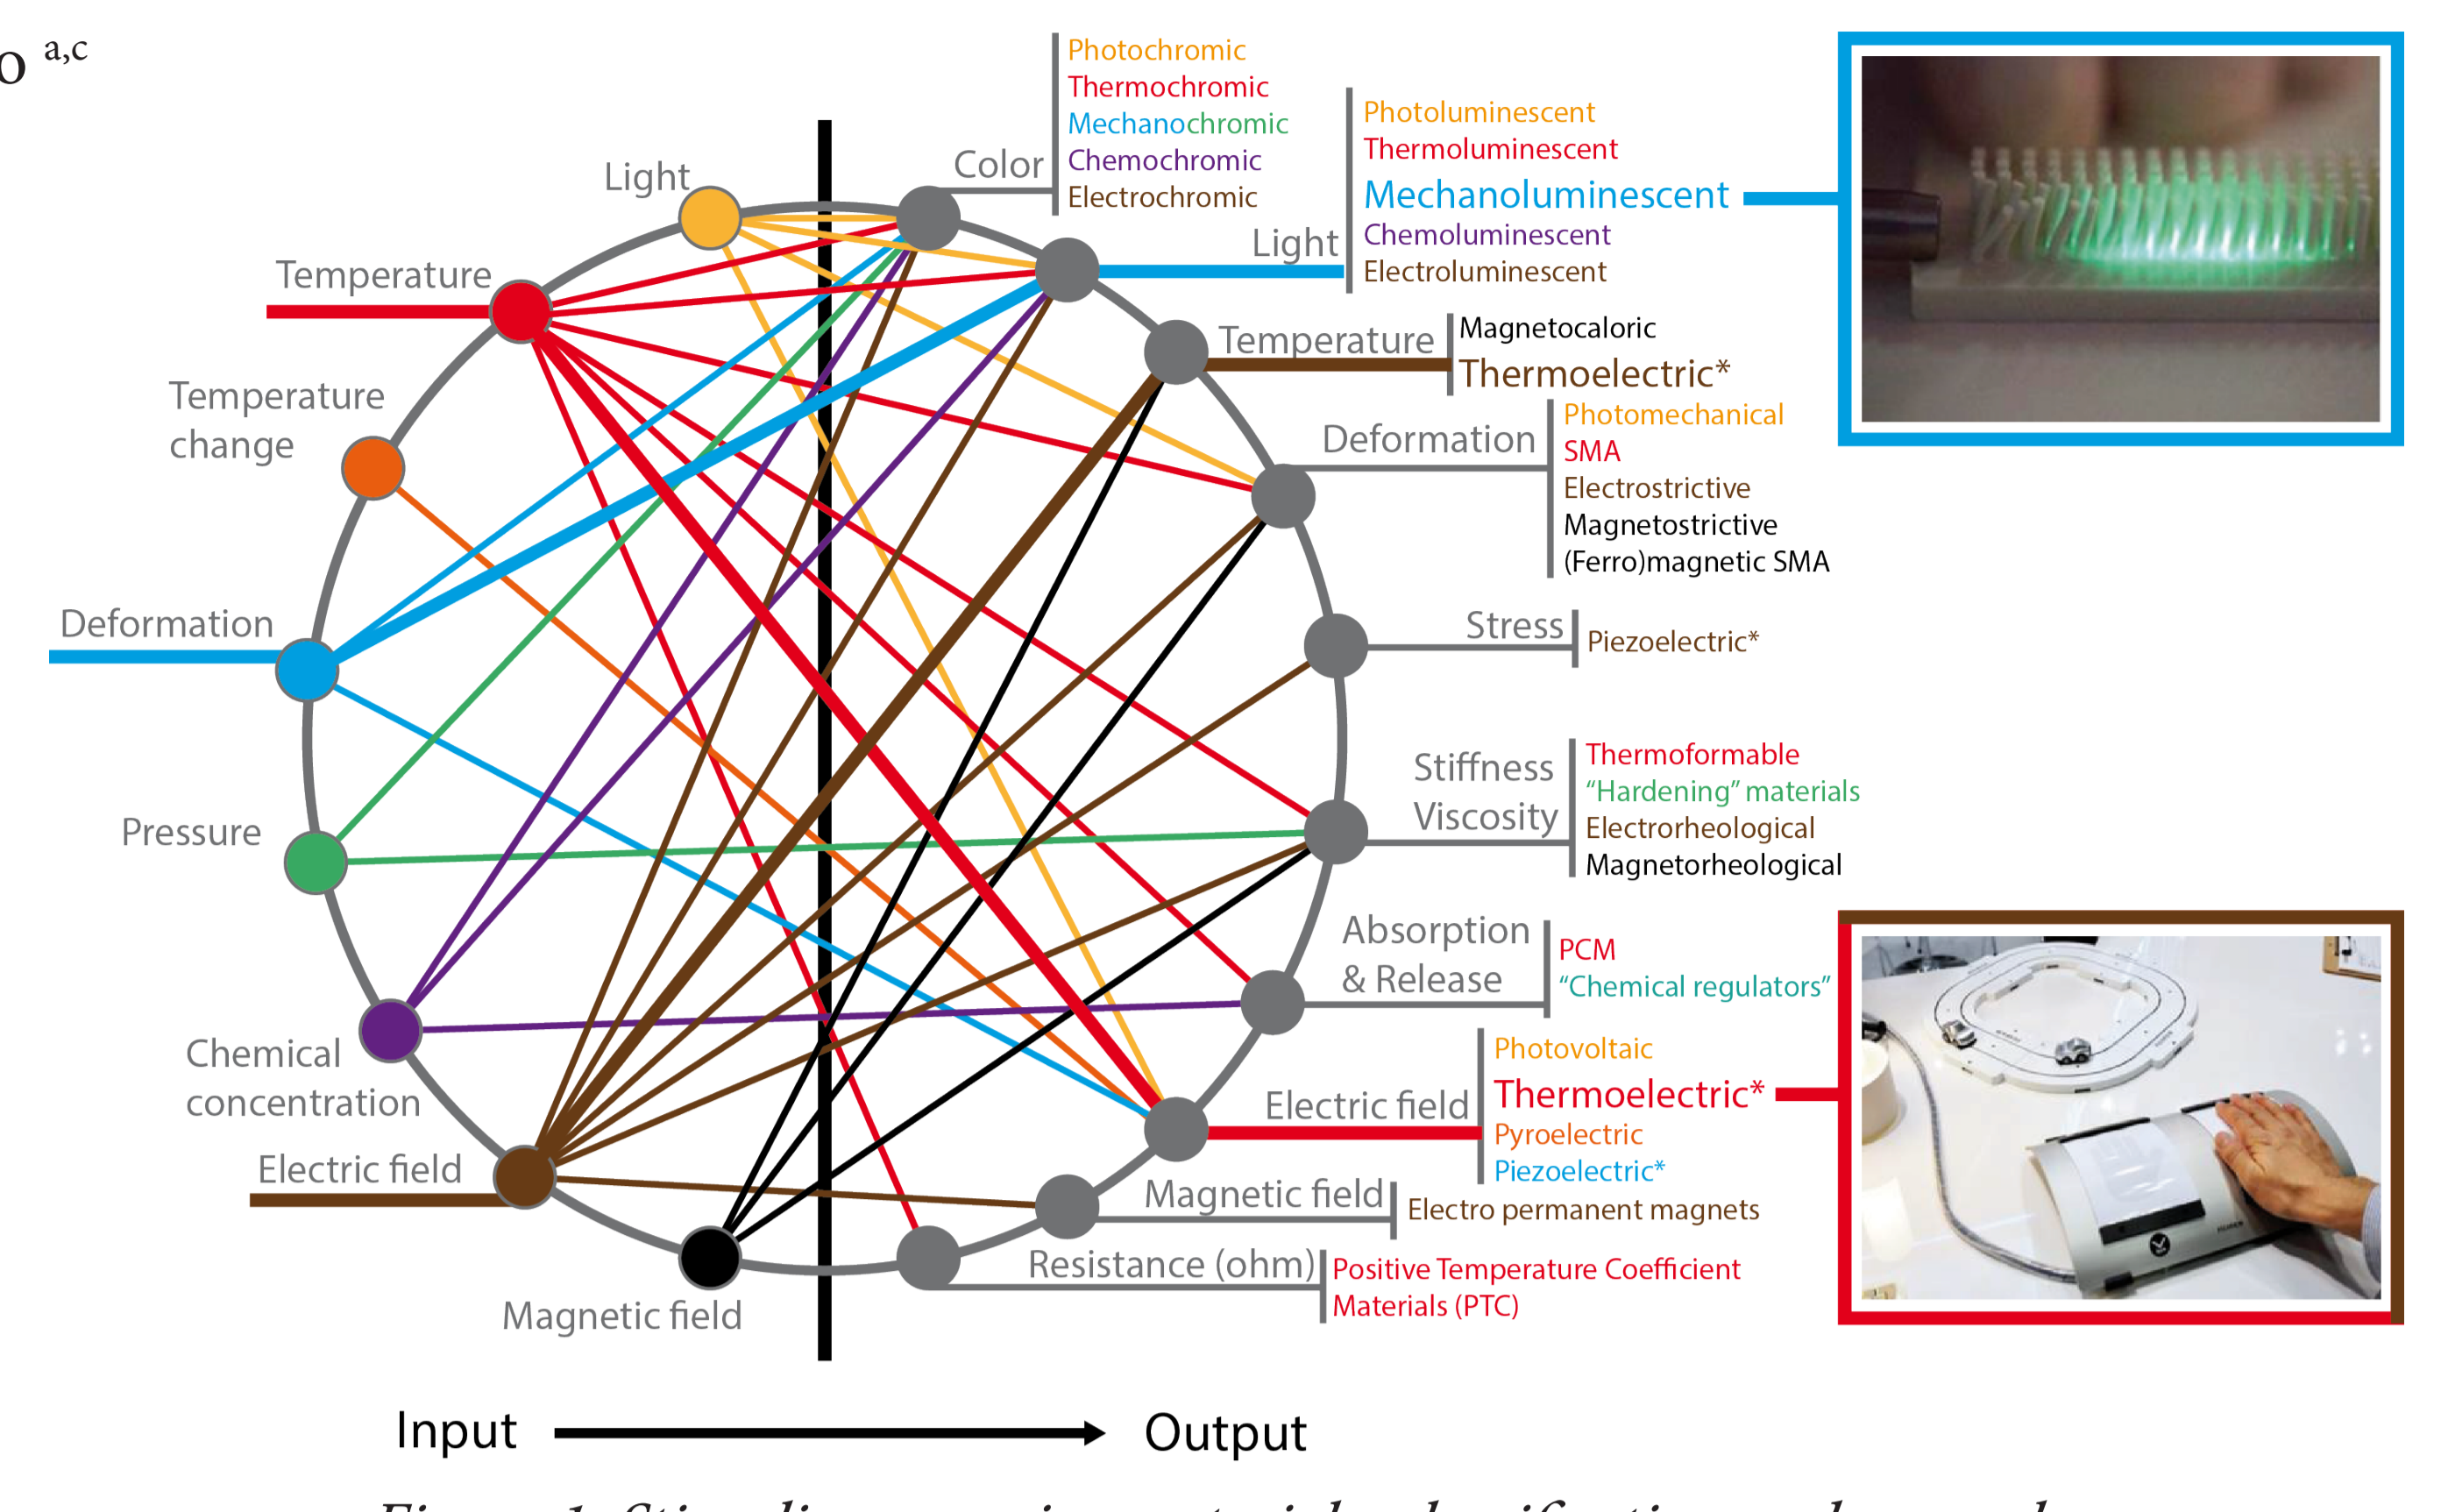 o a,c
Photochromic
Thermochromic
Mechanochromic
Chemochromic
Electrochromic
Color
Light
Photoluminescent
Thermoluminescent
Mechanoluminescent
Chemoluminescent
Electroluminescent
Light
Temperature
Temperature
Magnetocaloric
Thermoelectric*
Temperature
change
Deformation
Photomechanical
SMA
Electrostrictive
Magnetostrictive
(Ferro)magnetic SMA
Deformation
Stress
Piezoelectric*
Stiffness
Viscosity
Thermoformable
“Hardening” materials
Electrorheological
Magnetorheological
Pressure
Absorption
& Release
PCM
“Chemical regulators”
Chemical
concentration
Electric field
Photovoltaic
Thermoelectric*
Pyroelectric
Piezoelectric*
Electric field
Magnetic field
Electro permanent magnets
Resistance (ohm)
Positive Temperature Coefficient
Materials (PTC)
Magnetic field
Input
Output